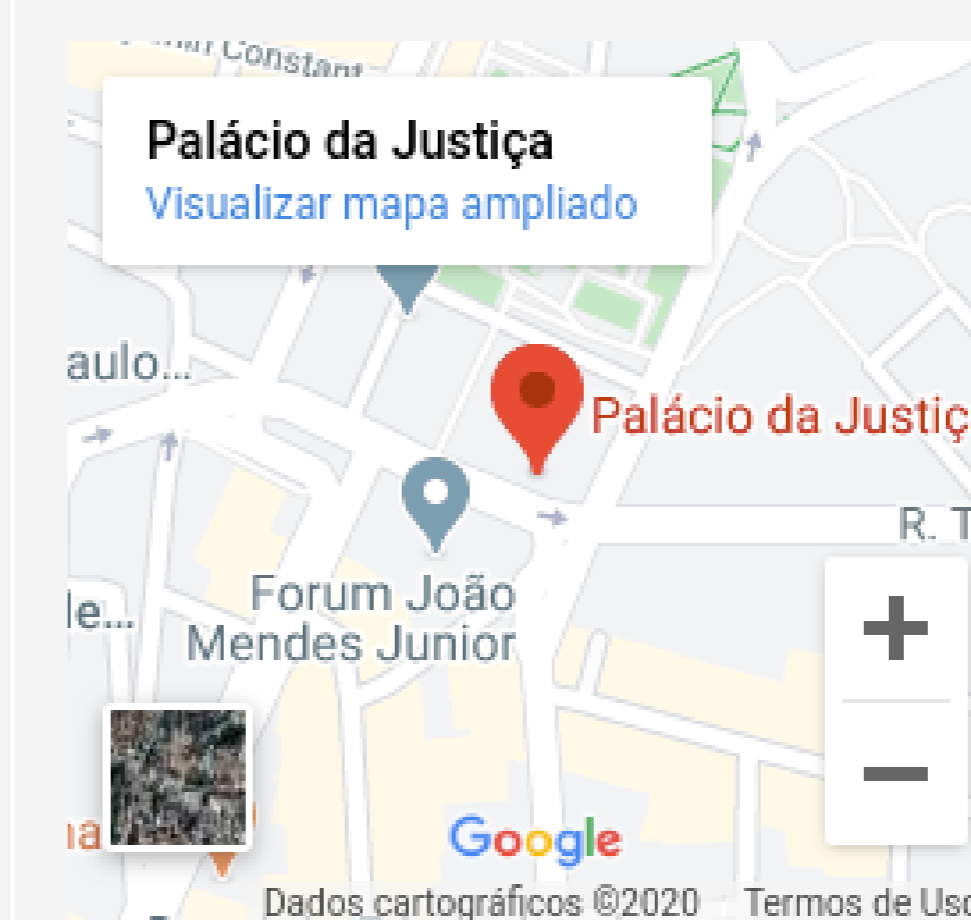 Constant
Palácio da Justiça
Visualizar mapa ampliado
aulo...
Palácio da Justiç
R. T
Forum João
Mendes Junior
le...
+
−
na
Google
Dados cartográficos ©2020
Termos de Uso